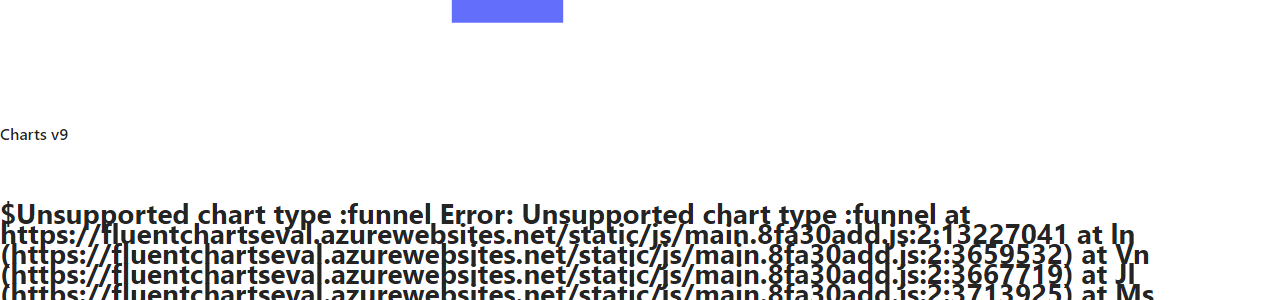 Charts v9
$Unsupported chart type :funnel Error: Unsupported chart type :funnel at
https://fluentchartseval.azurewebsites.net/static/js/main.8fa30add.js:2:13227041 at ln
(https://fluentchartseval.azurewebsites.net/static/js/main.8fa30add.js:2:3659532) at Vn
(https://fluentchartseval.azurewebsites.net/static/js/main.8fa30add.js:2:3667719) at Jl
(https://fluentchartseval.azurewebsites.net/static/js/main.8fa30add.js:2:3713925) at Ms